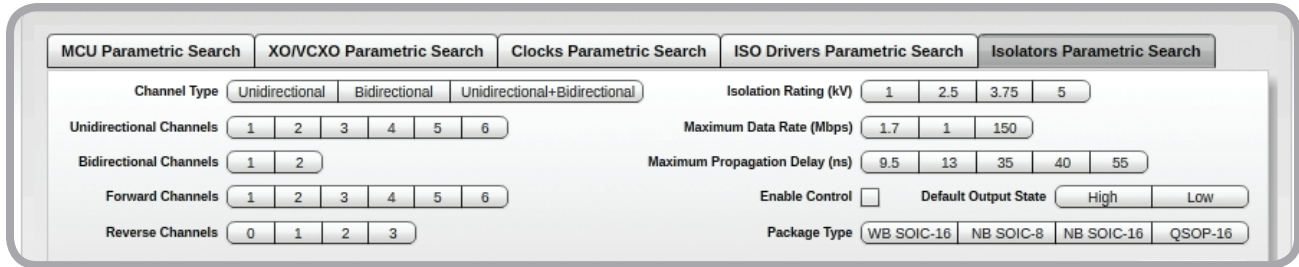 MCU Parametric Search XO/VCXO Parametric Search Clocks Parametric Search ISO Drivers Parametric Search Isolators Parametric Search
Channel Type Unidirectional Bidirectional Unidirectional+Bidirectional
Unidirectional Channels 1 2 3 4 5 6
Bidirectional Channels 1 2
Forward Channels 1 2 3 4 5 6
Reverse Channels 0 1 2 3
Isolation Rating (kV) 1 2.5 3.75 5
Maximum Data Rate (Mbps) 1.7 1 150
Maximum Propagation Delay (ns) 9.5 13 35 40 55
Enable Control Default Output State High Low
Package Type WB SOIC-16 NB SOIC-8 NB SOIC-16 QSOP-16